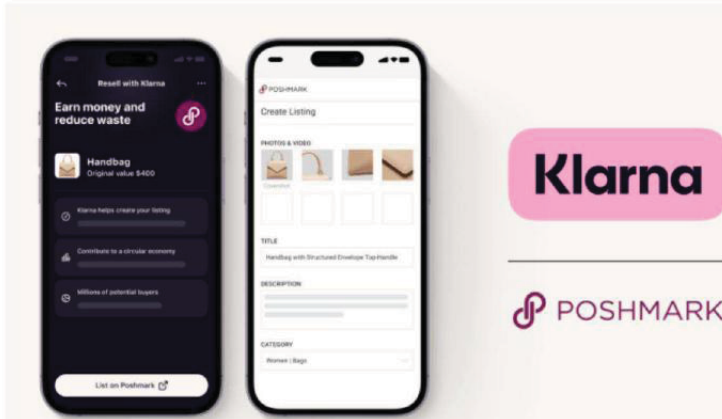 Resell with Klarna
Earn money and
reduce waste
Handbag
Original value $400
Klarna helps create your listing
Contribute to a circular economy
Millions of potential buyers
List on Poshmark
POSHMARK
Create Listing
PHOTOS & VIDEO
Covershot
TITLE
Handbag with Structured Envelope Top-Handle
DESCRIPTION
CATEGORY
Women | Bags
Klarna
POSHMARK